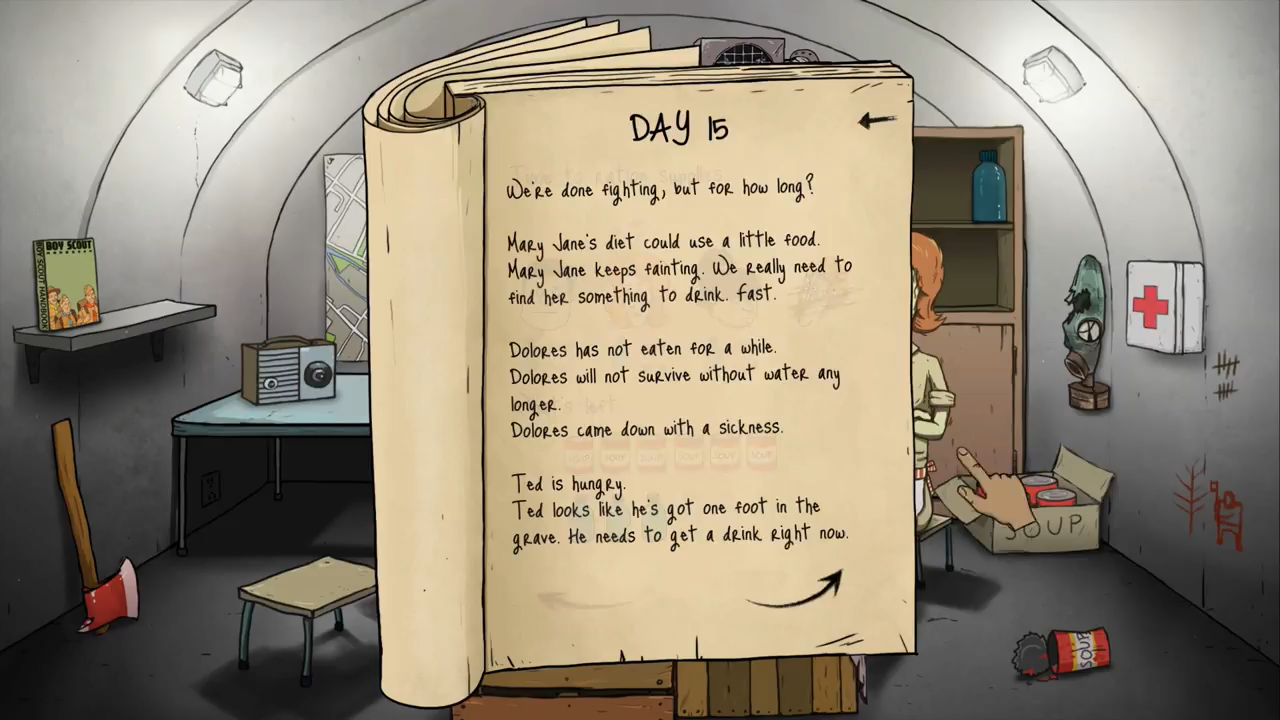 DAY 15
We're done fighting, but for how long?
Mary Jane's diet could use a little food.
Mary Jane keeps fainting. We really need to
find her something to drink. Fast.
Dolores has not eaten for a while.
Dolores will not survive without water any
longer.
Dolores came down with a sickness.
Ted is hungry.
Ted looks like he's got one foot in the
grave. He needs to get a drink right now.
BOY SCOUT
BOY SCOUT HANDBOOK
SOUP
SOUP